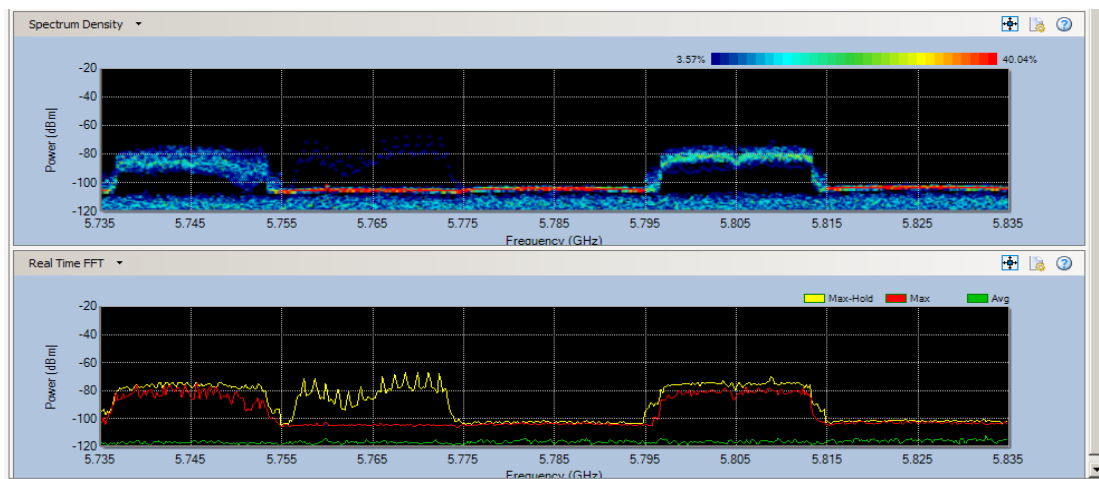 Spectrum Density
3.57% 40.04%
-20
-40
-60
-80
-100
-120
Power (dBm)
5.735 5.745 5.755 5.765 5.775 5.785 5.795 5.805 5.815 5.825 5.835
Frequency (GHz)
Real Time FFT
Max-Hold Max Avg
-20
-40
-60
-80
-100
-120
Power (dBm)
5.735 5.745 5.755 5.765 5.775 5.785 5.795 5.805 5.815 5.825 5.835
Frequency (GHz)